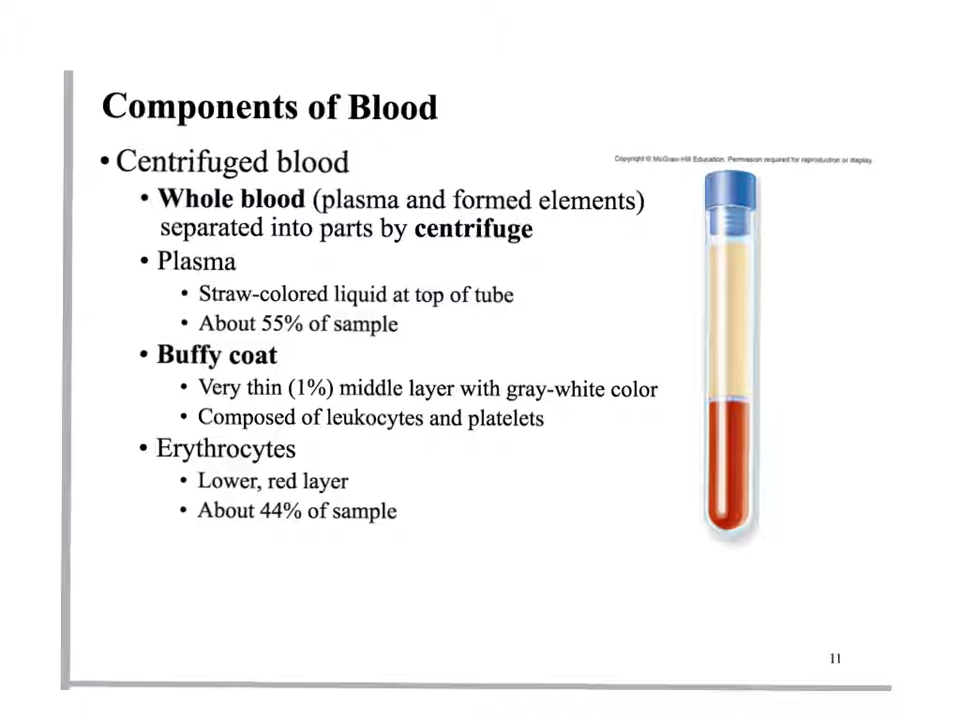 Components of Blood
• Centrifuged blood
Copyright © McGraw-Hill Education. Permission required for reproduction or display.
• Whole blood (plasma and formed elements)
separated into parts by centrifuge
• Plasma
• Straw-colored liquid at top of tube
• About 55% of sample
• Buffy coat
• Very thin (1%) middle layer with gray-white color
• Composed of leukocytes and platelets
• Erythrocytes
• Lower, red layer
• About 44% of sample
11